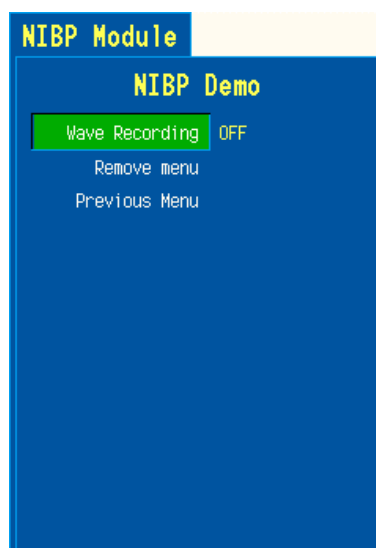 NIBP Module
NIBP Demo
Wave Recording OFF
Remove menu
Previous Menu